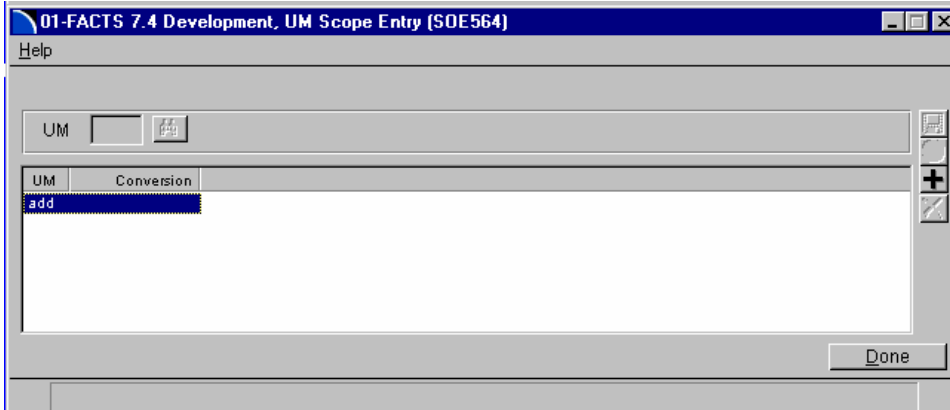 01-FACTS 7.4 Development, UM Scope Entry (SOE564)
Help
UM
UM Conversion
add
Done